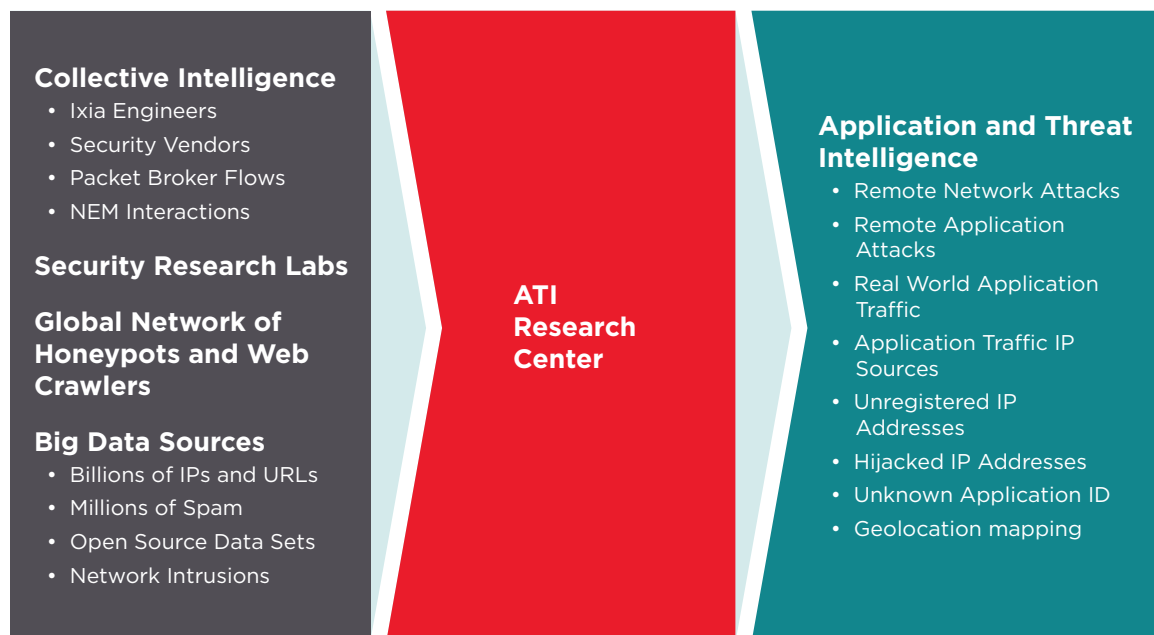 Collective Intelligence
• Ixia Engineers
• Security Vendors
• Packet Broker Flows
• NEM Interactions
Security Research Labs
Global Network of
Honeypots and Web
Crawlers
Big Data Sources
• Billions of IPs and URLs
• Millions of Spam
• Open Source Data Sets
• Network Intrusions
ATI
Research
Center
Application and Threat
Intelligence
• Remote Network Attacks
• Remote Application
Attacks
• Real World Application
Traffic
• Application Traffic IP
Sources
• Unregistered IP
Addresses
• Hijacked IP Addresses
• Unknown Application ID
• Geolocation mapping